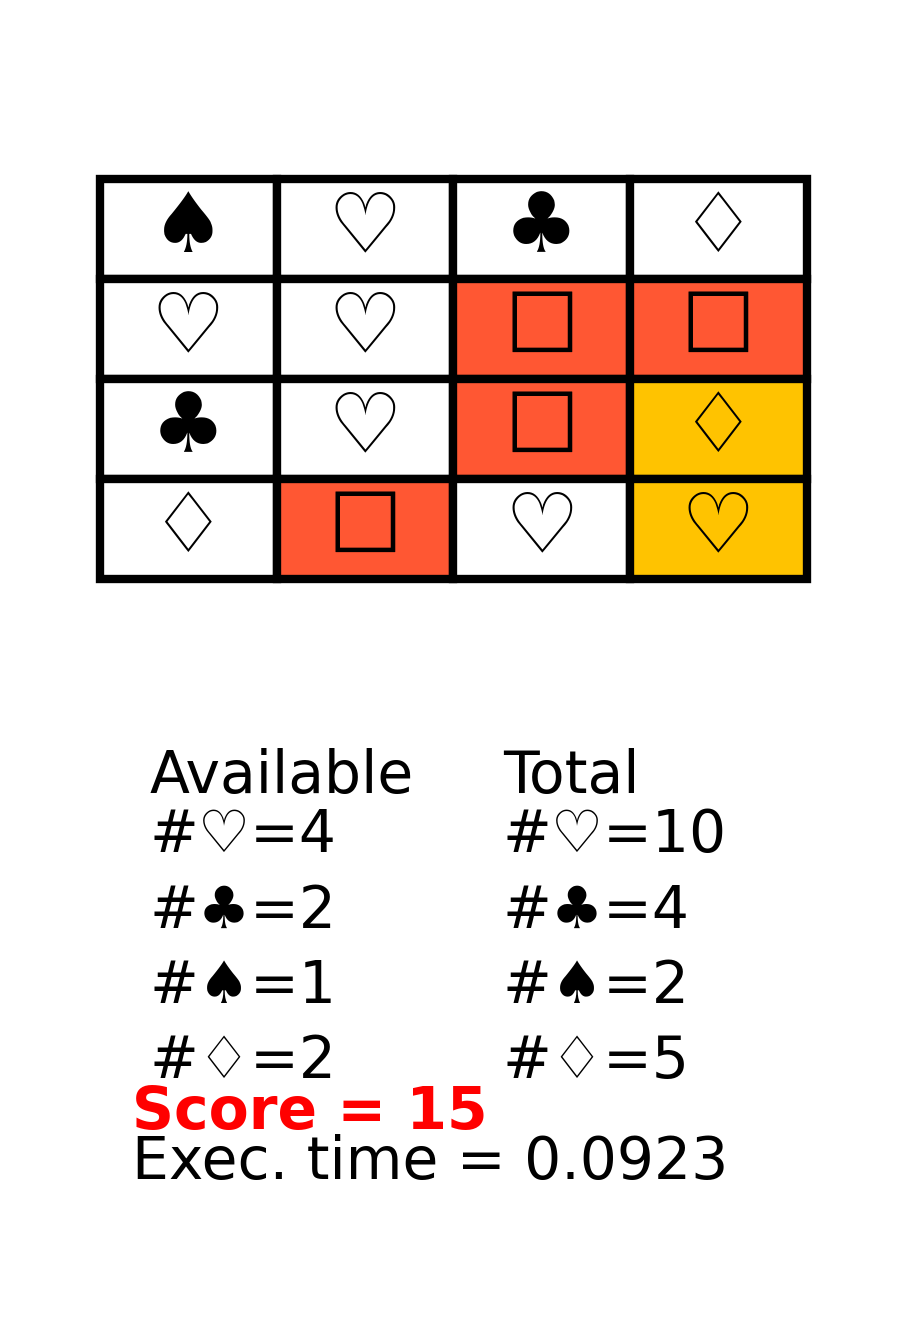 ♠ ♡ ♣ ♢
♡ ♡ □ □
♣ ♡ □ ♢
♢ □ ♡ ♡
Available Total
#♡=4 #♡=10
#♣=2 #♣=4
#♠=1 #♠=2
#♢=2 #♢=5
Score = 15
Exec. time = 0.0923